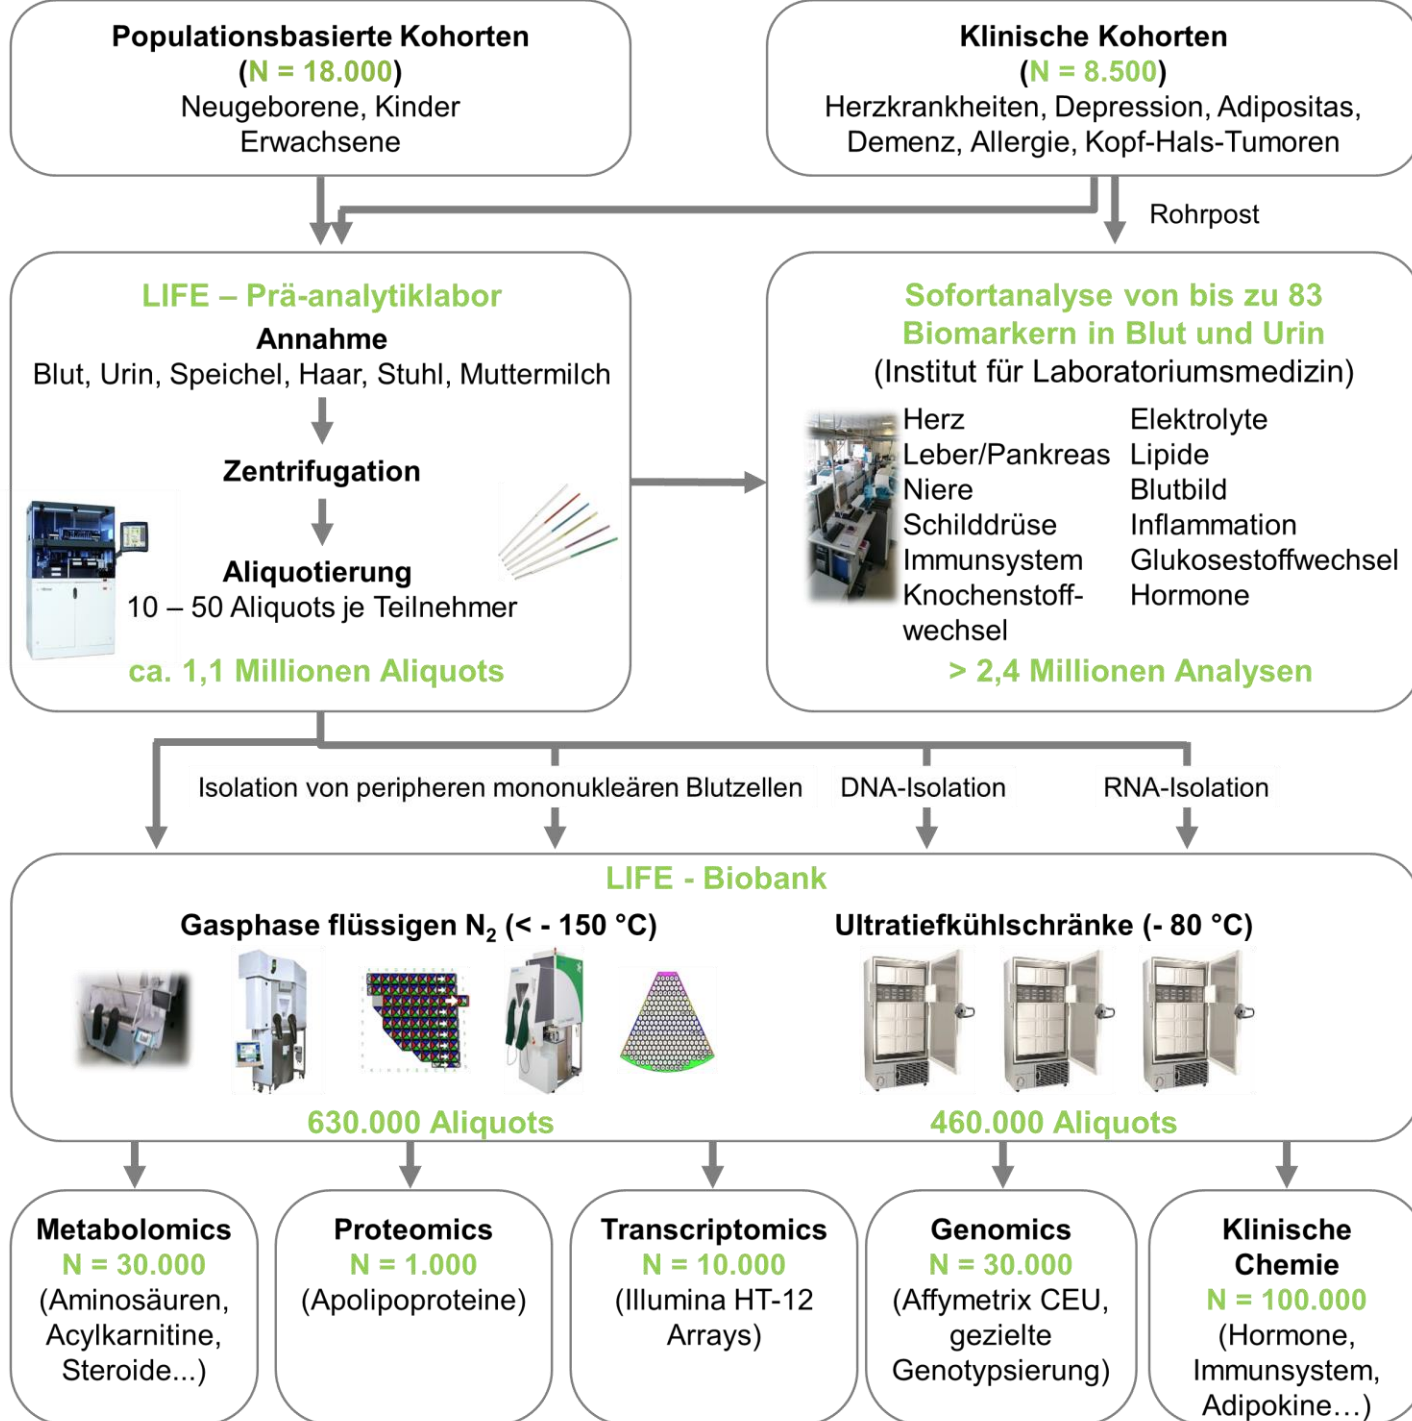 Populationsbasierte Kohorten
(N = 18.000)
Neugeborene, Kinder
Erwachsene
Klinische Kohorten
(N = 8.500)
Herzkrankheiten, Depression, Adipositas,
Demenz, Allergie, Kopf-Hals-Tumoren
Rohrpost
LIFE – Prä-analytiklabor
Annahme
Blut, Urin, Speichel, Haar, Stuhl, Muttermilch
Zentrifugation
Aliquotierung
10 – 50 Aliquots je Teilnehmer
ca. 1,1 Millionen Aliquots
Sofortanalyse von bis zu 83
Biomarkern in Blut und Urin
(Institut für Laboratoriumsmedizin)
Herz
Leber/Pankreas
Niere
Schilddrüse
Immunsystem
Knochenstoff-
wechsel
Elektrolyte
Lipide
Blutbild
Inflammation
Glukosestoffwechsel
Hormone
> 2,4 Millionen Analysen
Isolation von peripheren mononukleären Blutzellen
DNA-Isolation
RNA-Isolation
LIFE - Biobank
Gasphase flüssigen N₂ (< - 150 °C)
Ultratiefkühlschränke (- 80 °C)
630.000 Aliquots
460.000 Aliquots
Metabolomics
N = 30.000
(Aminosäuren,
Acylkarnitine,
Steroide...)
Proteomics
N = 1.000
(Apolipoproteine)
Transcriptomics
N = 10.000
(Illumina HT-12
Arrays)
Genomics
N = 30.000
(Affymetrix CEU,
gezielte
Genotypsierung)
Klinische
Chemie
N = 100.000
(Hormone,
Immunsystem,
Adipokine…)